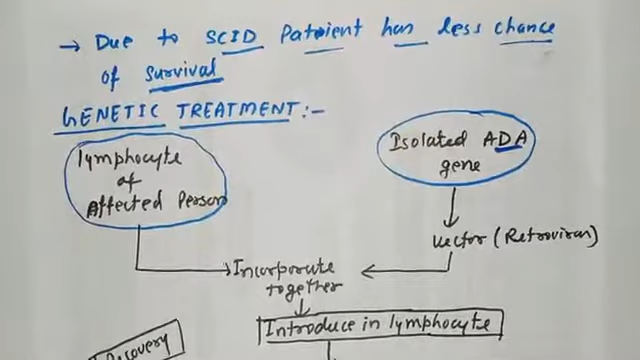 → Due to SCID Patoient has less chance
of Survival
GENETIC TREATMENT:-
lymphocyte
of
Affected Person
Isolated ADA
gene
Vector (Retrovirus)
Incorporate
together
Introduce in lymphocyte
Recovery